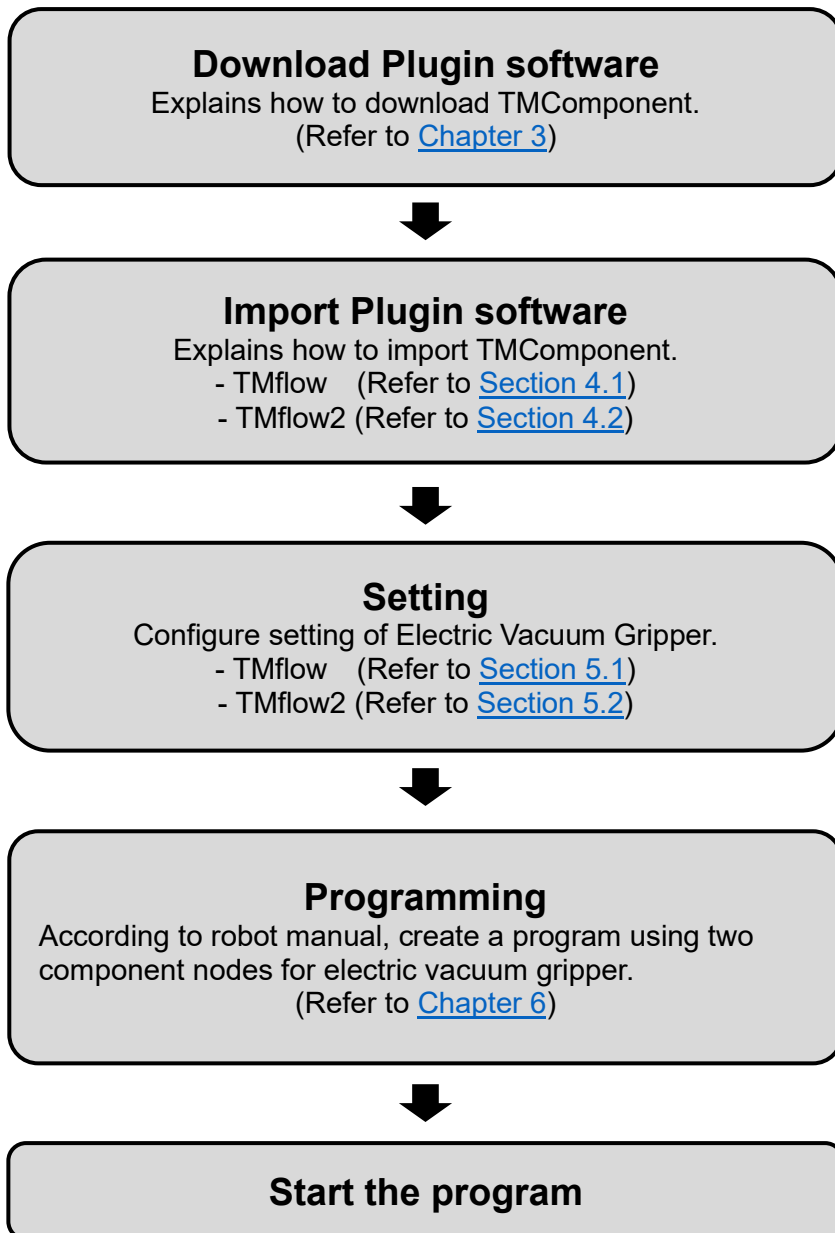 Download Plugin software
Explains how to download TMComponent.
(Refer to Chapter 3)
Import Plugin software
Explains how to import TMComponent.
- TMflow (Refer to Section 4.1)
- TMflow2 (Refer to Section 4.2)
Setting
Configure setting of Electric Vacuum Gripper.
- TMflow (Refer to Section 5.1)
- TMflow2 (Refer to Section 5.2)
Programming
According to robot manual, create a program using two
component nodes for electric vacuum gripper.
(Refer to Chapter 6)
Start the program